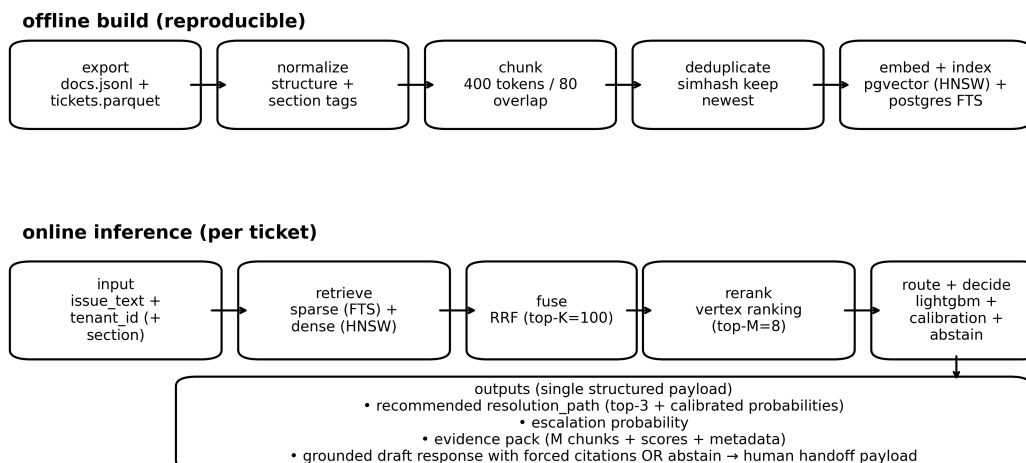 offline build (reproducible)
export
docs.jsonl +
tickets.parquet
normalize
structure +
section tags
chunk
400 tokens / 80
overlap
deduplicate
simhash keep
newest
embed + index
pgvector (HNSW) +
postgres FTS
online inference (per ticket)
input
issue_text +
tenant_id (+
section)
retrieve
sparse (FTS) +
dense (HNSW)
fuse
RRF (top-K=100)
rerank
vertex ranking
(top-M=8)
route + decide
lightgbm +
calibration +
abstain
outputs (single structured payload)
• recommended resolution_path (top-3 + calibrated probabilities)
• escalation probability
• evidence pack (M chunks + scores + metadata)
• grounded draft response with forced citations OR abstain → human handoff payload